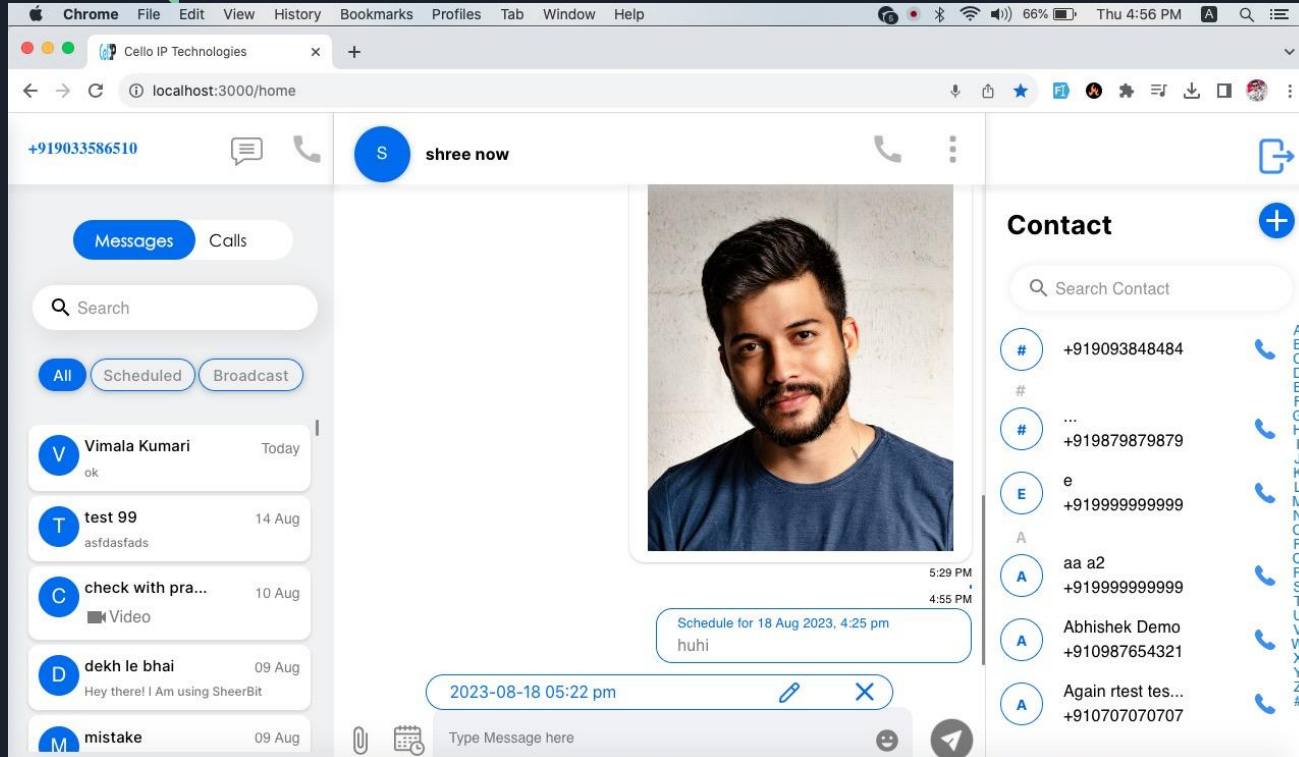 Chrome File Edit View History Bookmarks Profiles Tab Window Help 66% Thu 4:56 PM A
Cello IP Technologies
localhost:3000/home
+919033586510
Messages Calls
Search
All Scheduled Broadcast
V Vimala Kumari Today
ok
T test 99 14 Aug
asfdasfads
C check with pra... 10 Aug
Video
D dekh le bhai 09 Aug
Hey there! I Am using SheerBit
M mistake 09 Aug
S shree now
5:29 PM
4:55 PM
Schedule for 18 Aug 2023, 4:25 pm
huhi
2023-08-18 05:22 pm
Type Message here
Contact
Search Contact
# +919093848484
#
# ...
+919879879879
E e
+919999999999
A
A aa a2
+919999999999
A Abhishek Demo
+910987654321
A Again rtest tes...
+910707070707